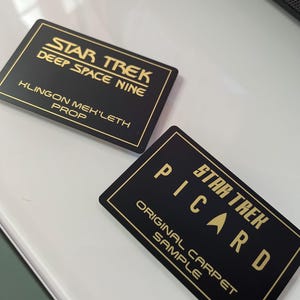 STAR TREK
DEEP SPACE NINE
KLINGON MEK'LETH
PROP
STAR TREK
PICARD
ORIGINAL CARPET
SAMPLE